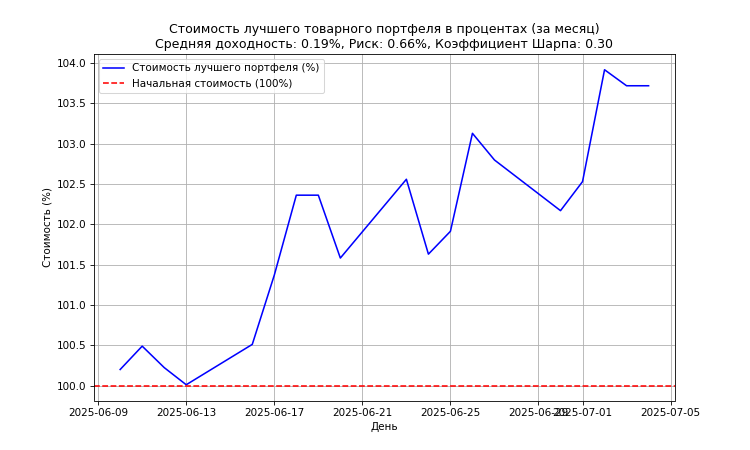 Стоимость лучшего товарного портфеля в процентах (за месяц)
Средняя доходность: 0.19%, Риск: 0.66%, Коэффициент Шарпа: 0.30
Стоимость лучшего портфеля (%)
Начальная стоимость (100%)
Стоимость (%)
104.0
103.5
103.0
102.5
102.0
101.5
101.0
100.5
100.0
2025-06-09 2025-06-13 2025-06-17 2025-06-21 2025-06-25 2025-06-29 2025-07-01 2025-07-05
День